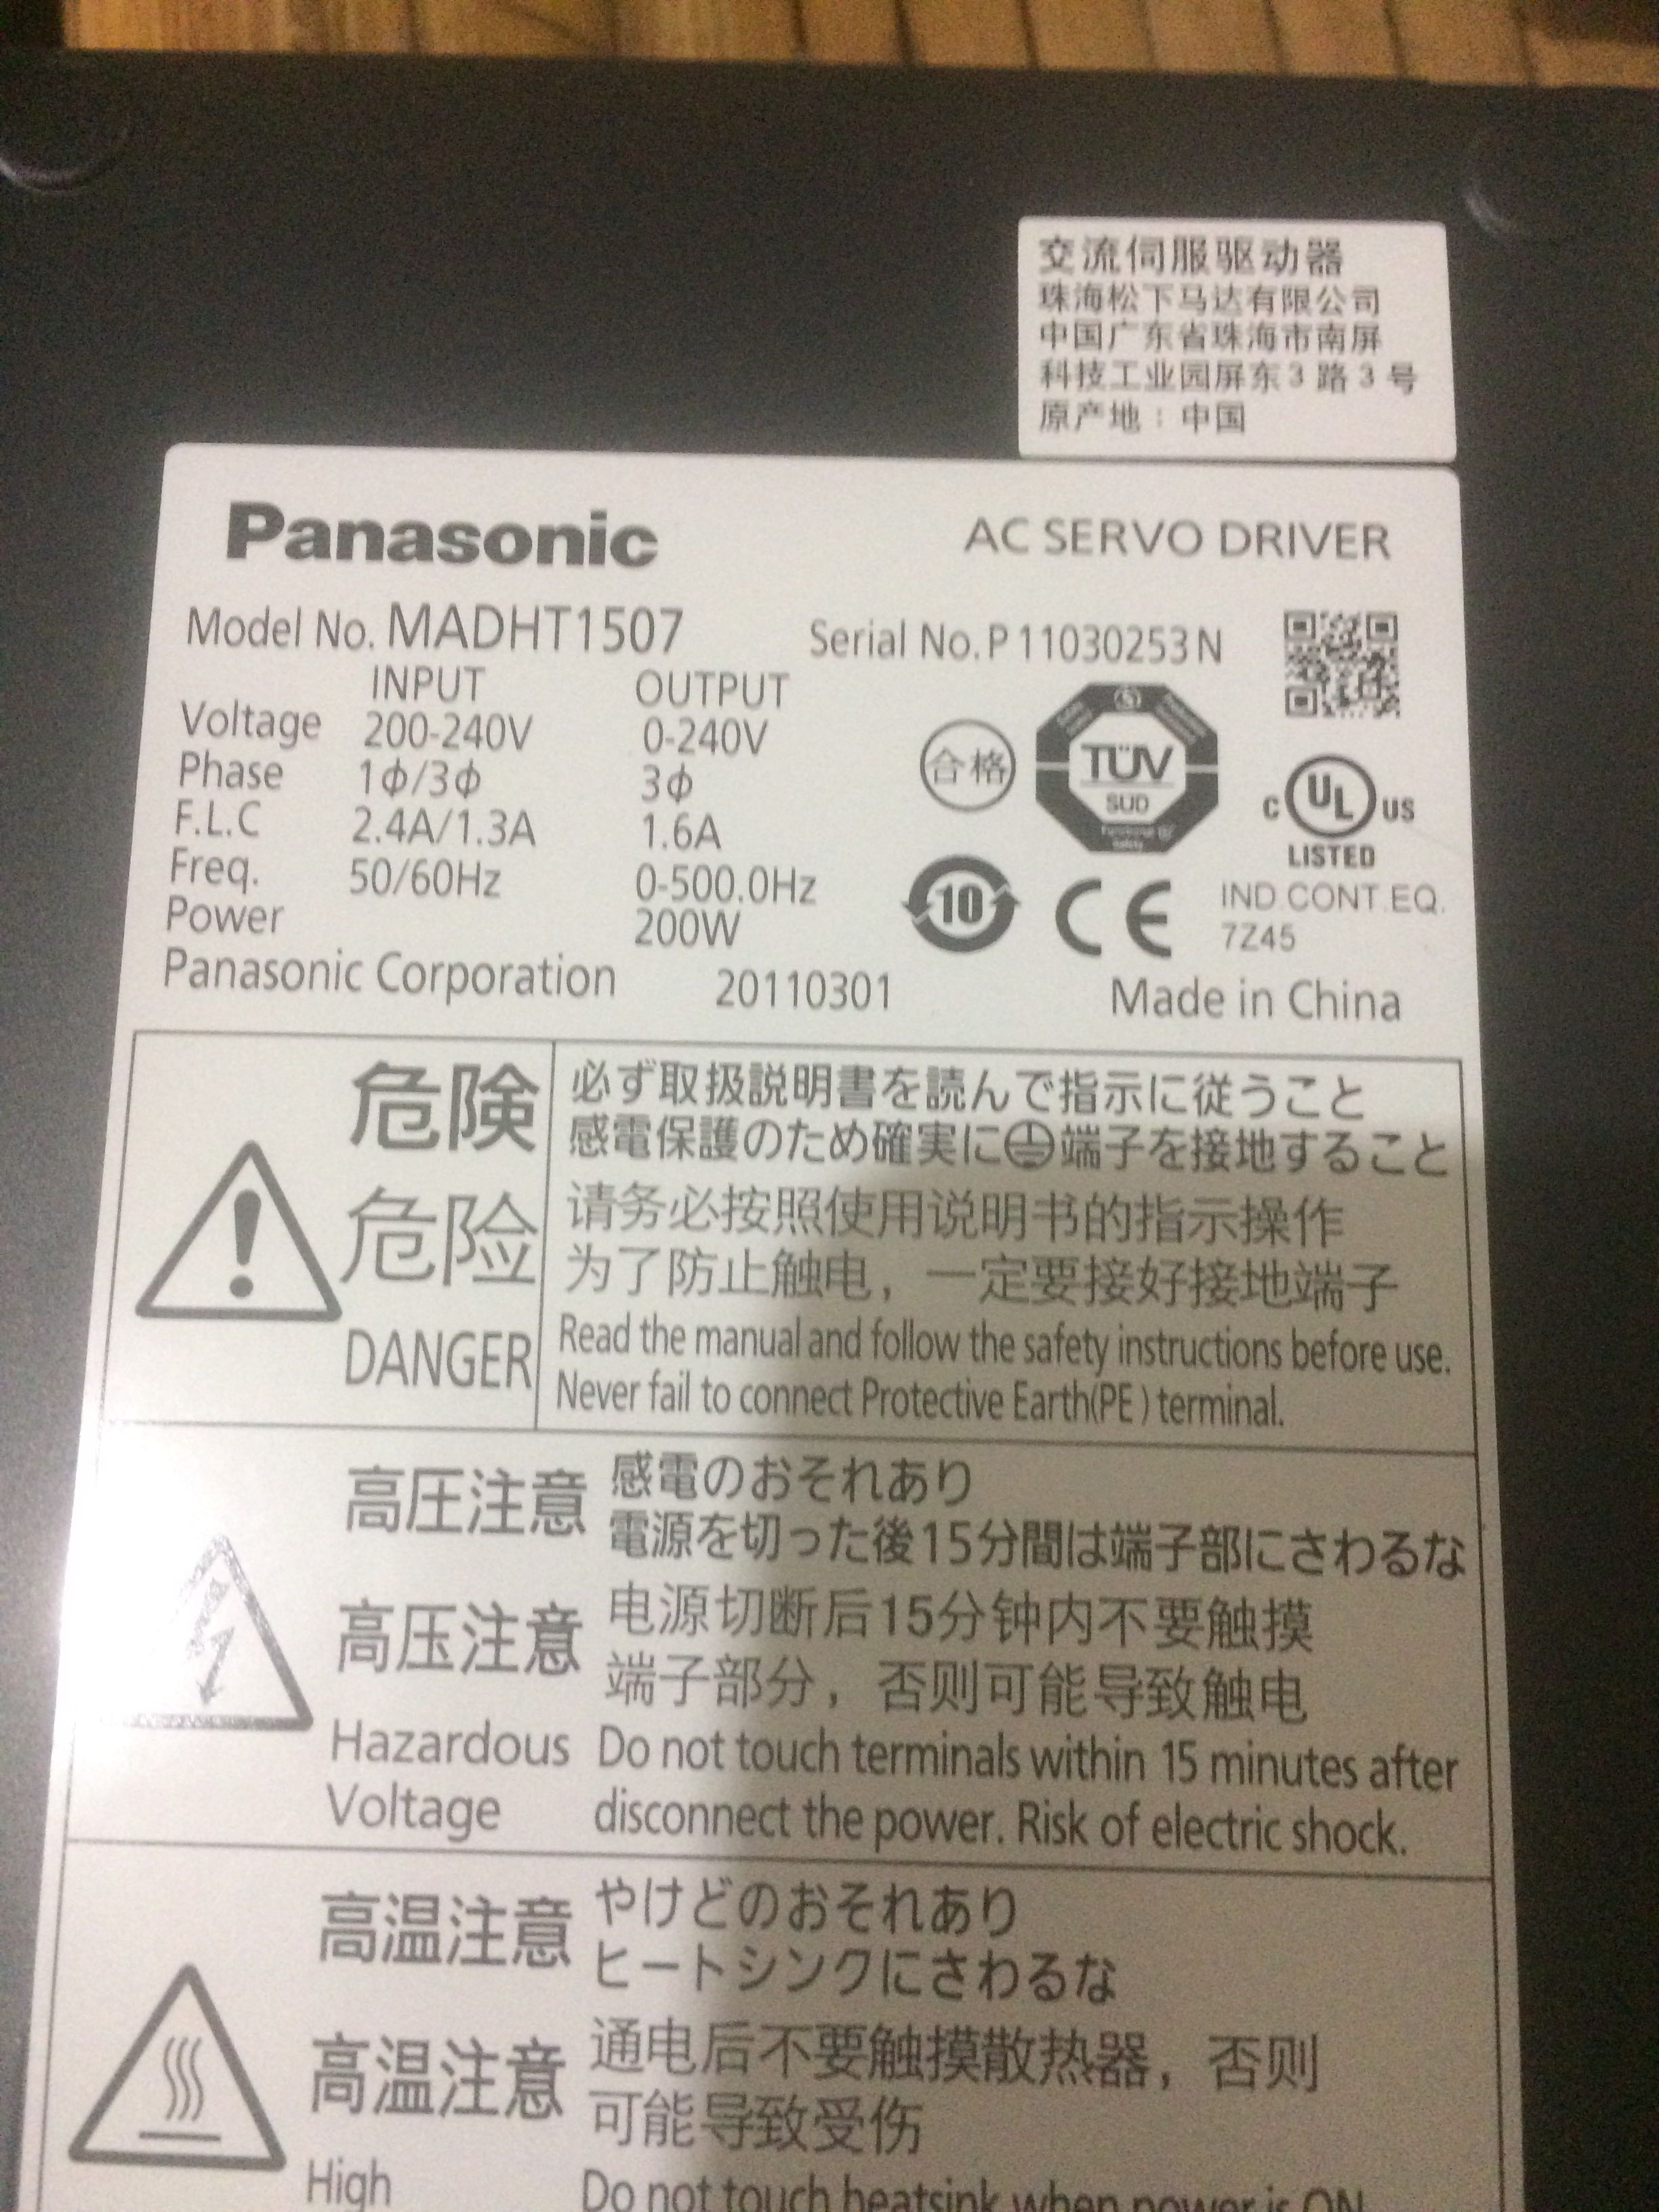 交流伺服驱动器
珠海松下马达有限公司
中国广东省珠海市南屏
科技工业园屏东3路3号
原产地：中国
Panasonic AC SERVO DRIVER
Model No. MADHT1507 Serial No. P11030253N
INPUT OUTPUT
Voltage 200-240V 0-240V
Phase 1ϕ/3ϕ 3ϕ
F.L.C 2.4A/1.3A 1.6A
Freq. 50/60Hz 0-500.0Hz
Power 200W
合格
TÜV
SUD
Functional
Safety
C UL US
LISTED
10
CE
IND.CONT.EQ.
7Z45
Panasonic Corporation 20110301 Made in China
危険
必ず取扱説明書を読んで指示に従うこと
感電保護のため確実に⏚端子を接地すること
危险
请务必按照使用说明书的指示操作
为了防止触电，一定要接好接地端子
DANGER
Read the manual and follow the safety instructions before use.
Never fail to connect Protective Earth(PE) terminal.
高圧注意
感電のおそれあり
電源を切った後15分間は端子部にさわるな
高压注意
电源切断后15分钟内不要触摸
端子部分，否则可能导致触电
Hazardous
Voltage
Do not touch terminals within 15 minutes after
disconnect the power. Risk of electric shock.
高温注意
やけどのおそれあり
ヒートシンクにさわるな
高温注意
通电后不要触摸散热器，否则
可能导致受伤
High
Do not touch heatsink when power is ON.